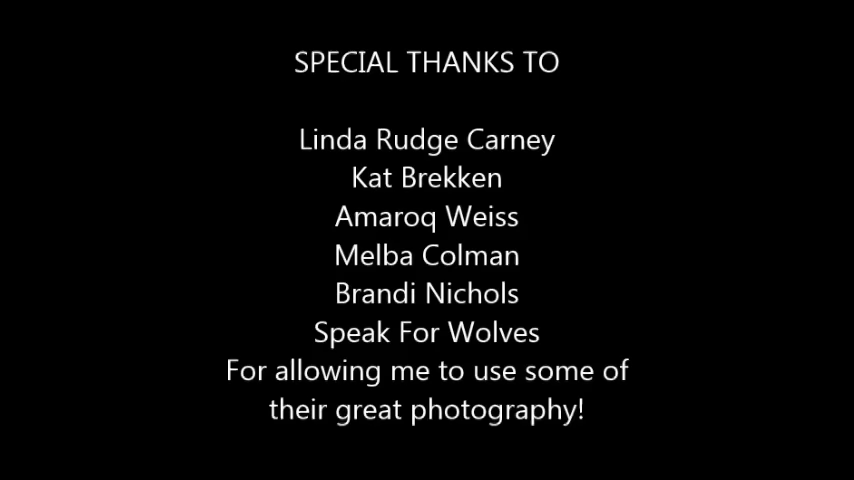 SPECIAL THANKS TO
Linda Rudge Carney
Kat Brekken
Amaroq Weiss
Melba Colman
Brandi Nichols
Speak For Wolves
For allowing me to use some of
their great photography!